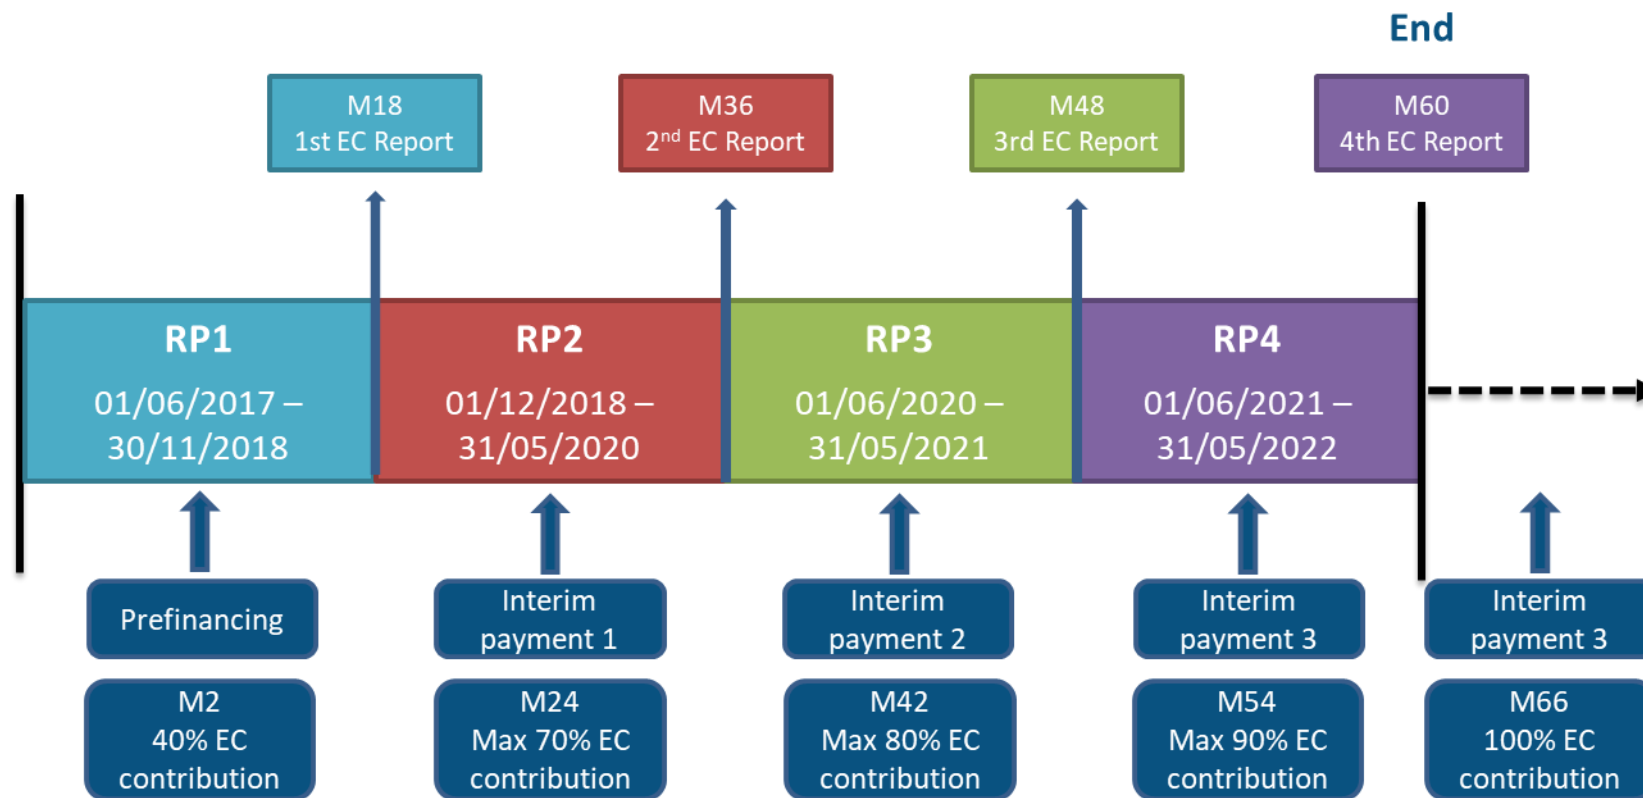 End
M18
1st EC Report
M36
2nd EC Report
M48
3rd EC Report
M60
4th EC Report
RP1
01/06/2017 –
30/11/2018
RP2
01/12/2018 –
31/05/2020
RP3
01/06/2020 –
31/05/2021
RP4
01/06/2021 –
31/05/2022
Prefinancing
Interim
payment 1
Interim
payment 2
Interim
payment 3
Interim
payment 3
M2
40% EC
contribution
M24
Max 70% EC
contribution
M42
Max 80% EC
contribution
M54
Max 90% EC
contribution
M66
100% EC
contribution